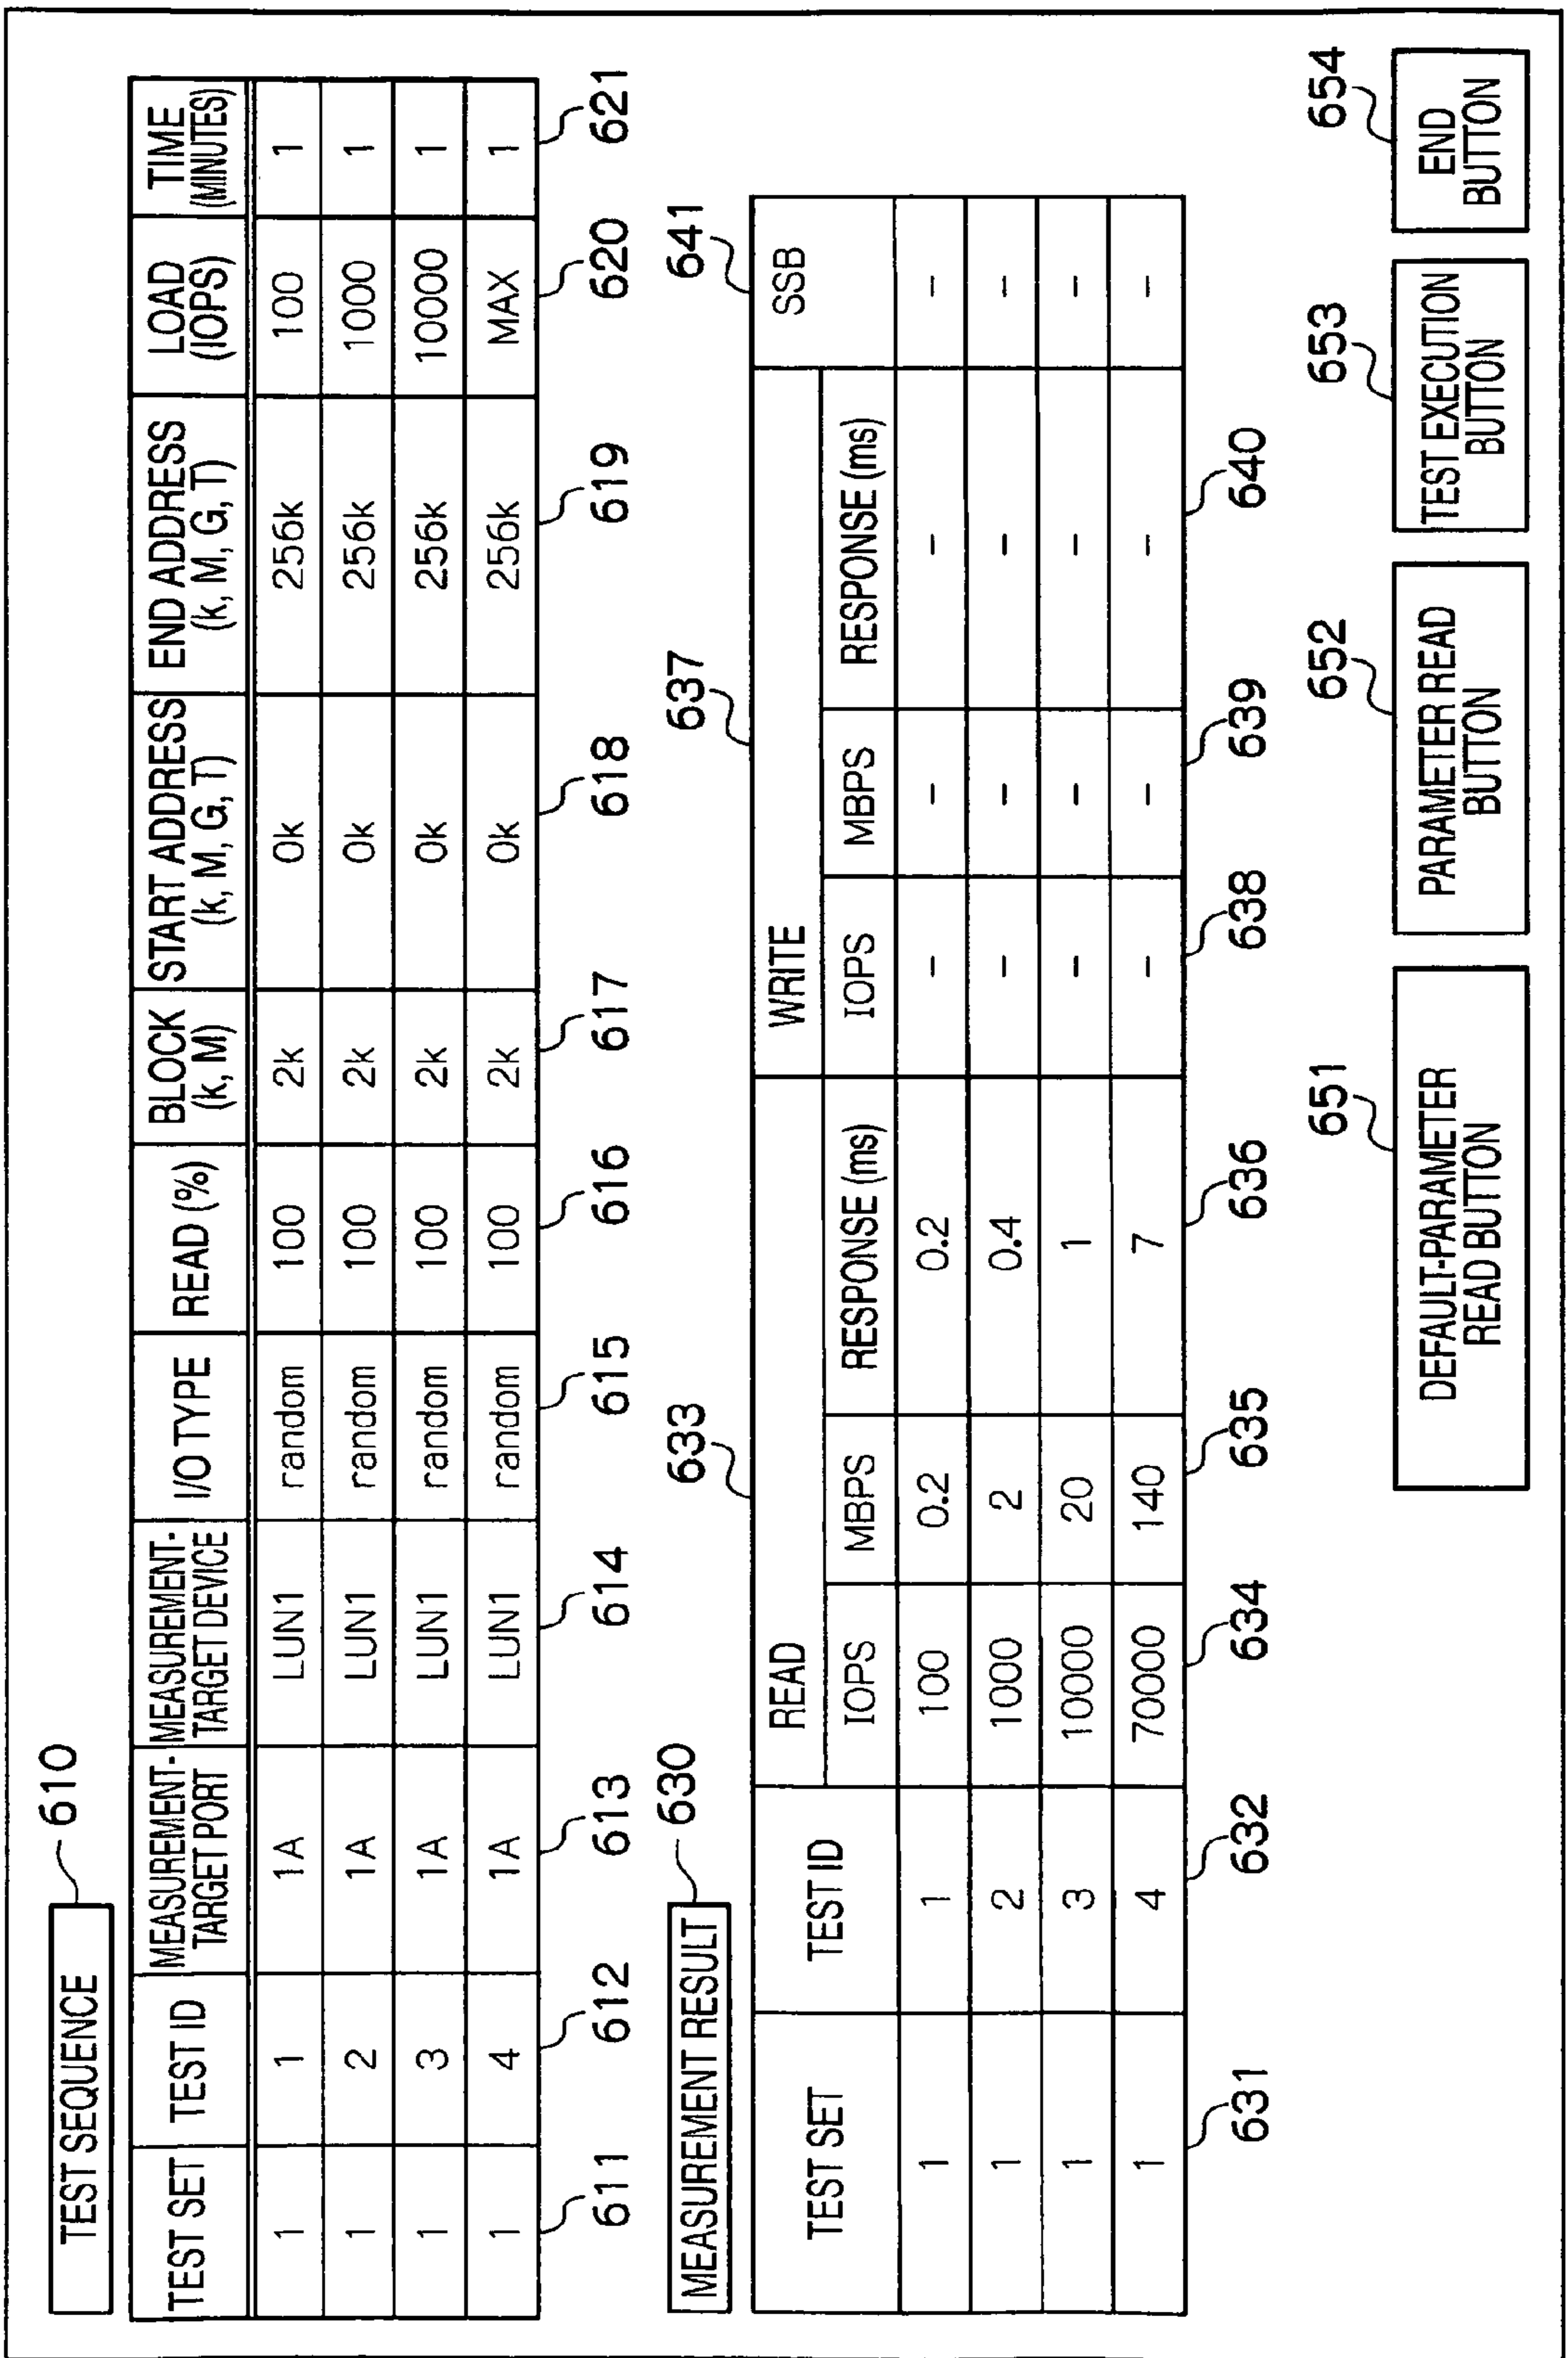 TEST SEQUENCE 610
TEST SET TEST ID MEASUREMENT- MEASUREMENT- I/O TYPE READ (%) BLOCK START ADDRESS END ADDRESS LOAD TIME
TARGET PORT TARGET DEVICE (k, M) (k, M, G, T) (k, M, G, T) (IOPS) (MINUTES)
1 1 1A LUN1 random 100 2k 0k 256k 100 1
1 2 1A LUN1 random 100 2k 0k 256k 1000 1
1 3 1A LUN1 random 100 2k 0k 256k 10000 1
1 4 1A LUN1 random 100 2k 0k 256k MAX 1
611 612 613 614 615 616 617 618 619 620 621
MEASUREMENT RESULT 630 633 637 641
TEST SET TEST ID READ WRITE SSB
IOPS MBPS RESPONSE (ms) IOPS MBPS RESPONSE (ms)
1 1 100 0.2 0.2 – – – –
1 2 1000 2 0.4 – – – –
1 3 10000 20 1 – – – –
1 4 70000 140 7 – – – –
631 632 634 635 636 638 639 640
651 652 653 654
DEFAULT-PARAMETER PARAMETER READ TEST EXECUTION END
READ BUTTON BUTTON BUTTON BUTTON